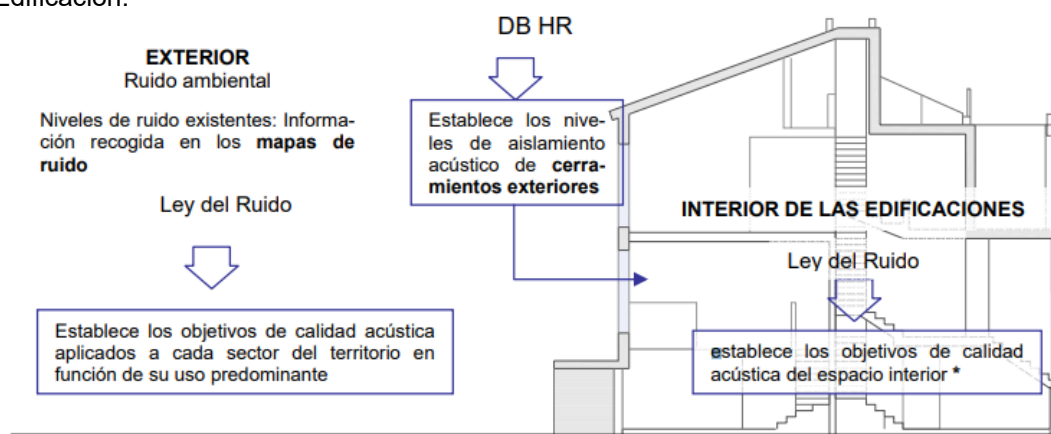 Edificación.
DB HR
EXTERIOR
Ruido ambiental
Niveles de ruido existentes: Informa-
ción recogida en los mapas de
ruido
Ley del Ruido
Establece los objetivos de calidad acústica
aplicados a cada sector del territorio en
función de su uso predominante
Establece los nive-
les de aislamiento
acústico de cerra-
mientos exteriores
INTERIOR DE LAS EDIFICACIONES
Ley del Ruido
establece los objetivos de calidad
acústica del espacio interior *